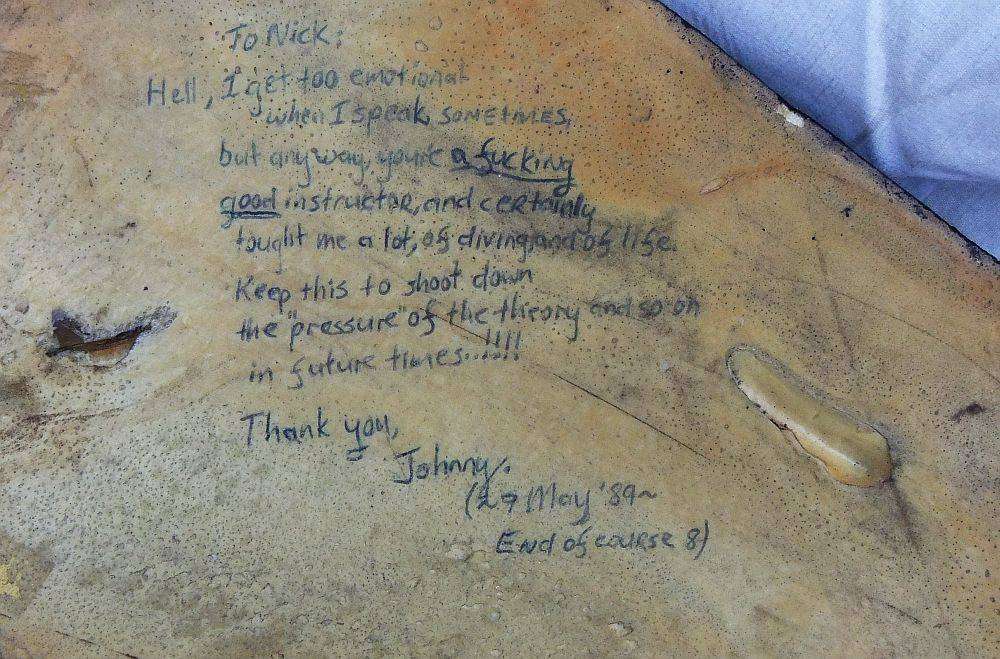 To Nick:
Hell, I get too emotional
when I speak SOMETIMES,
but anyway, you're a fucking
good instructor, and certainly
tought me a lot, of diving and of life.
Keep this to shoot down
the "pressure" of the theory and so on
in future times...!!!!
Thank you,
Johnny.
(29 May '89~
End of course 8)